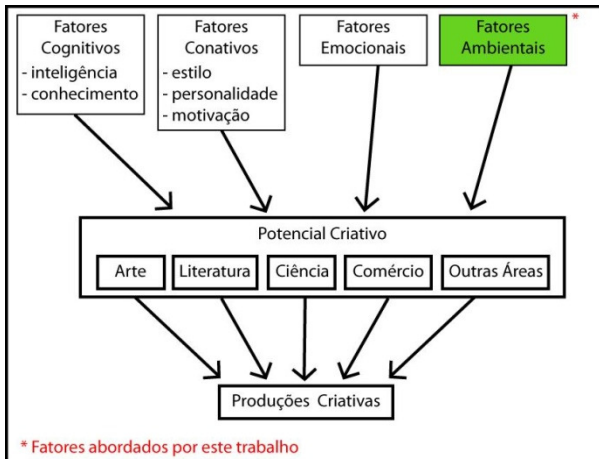 Fatores
Cognitivos
- inteligência
- conhecimento
Fatores
Conativos
- estilo
- personalidade
- motivação
Fatores
Emocionais
Fatores
Ambientais
*
Potencial Criativo
Arte
Literatura
Ciência
Comércio
Outras Áreas
Produções Criativas
* Fatores abordados por este trabalho